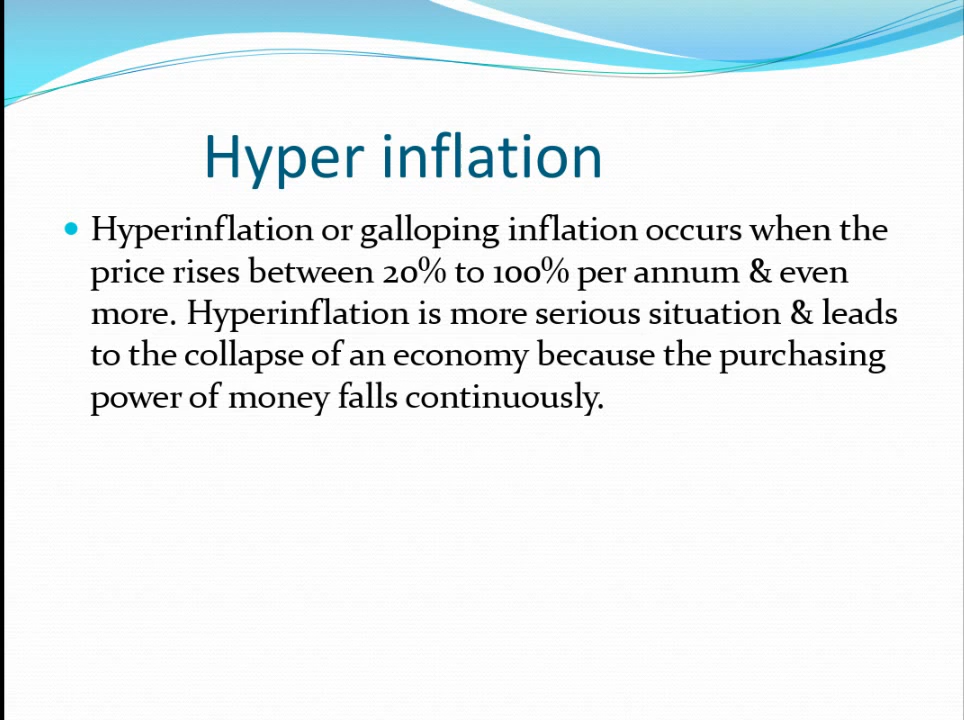 Hyper inflation
Hyperinflation or galloping inflation occurs when the
price rises between 20% to 100% per annum & even
more. Hyperinflation is more serious situation & leads
to the collapse of an economy because the purchasing
power of money falls continuously.